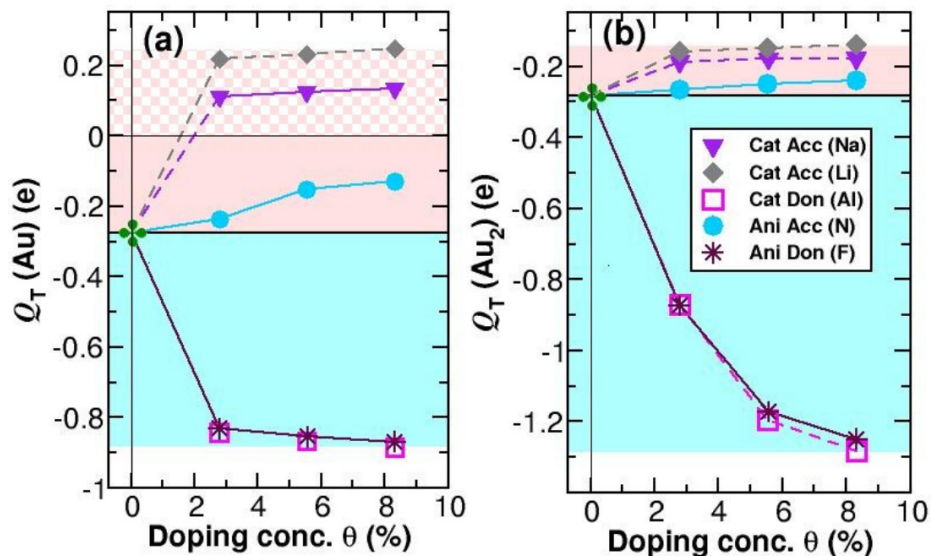 (a)
0.2
0
-0.2
-0.4
-0.6
-0.8
-1
Q_T (Au) (e)
0 2 4 6 8 10
Doping conc. θ (%)
(b)
-0.2
-0.4
-0.6
-0.8
-1
-1.2
Q_T (Au₂) (e)
Cat Acc (Na)
Cat Acc (Li)
Cat Don (Al)
Ani Acc (N)
Ani Don (F)
0 2 4 6 8 10
Doping conc. θ (%)